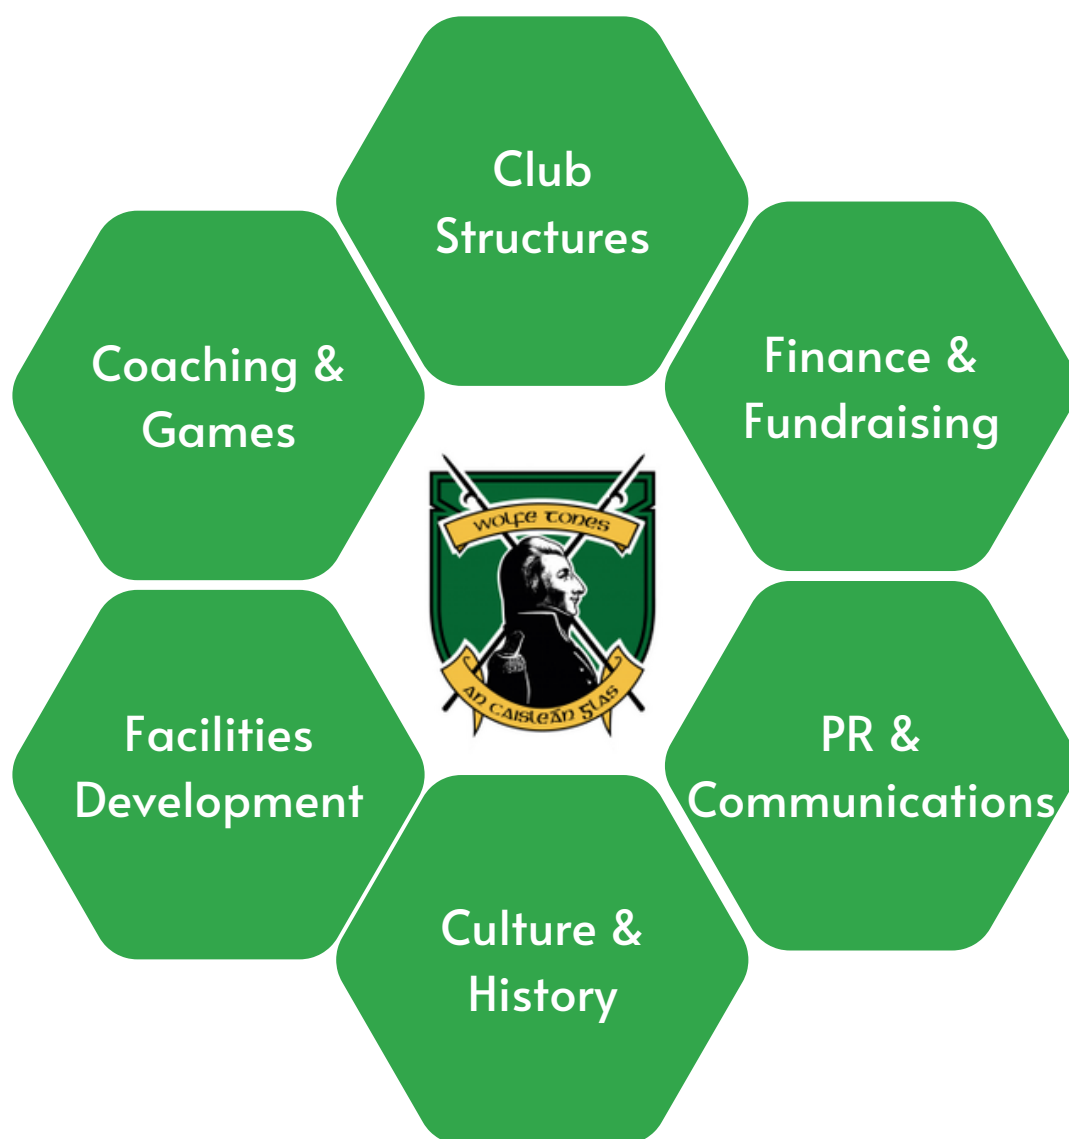 Club
Structures
Finance &
Fundraising
Coaching &
Games
WOLFE TONES
AN CAISLEÁN GLAS
Facilities
Development
PR &
Communications
Culture &
History